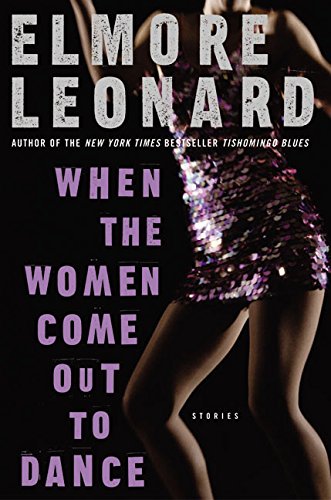 ELMORE
LEONARD
AUTHOR OF THE NEW YORK TIMES BESTSELLER TISHOMINGO BLUES
WHEN
THE
WOMEN
COME
OUT
TO
DANCE
STORIES